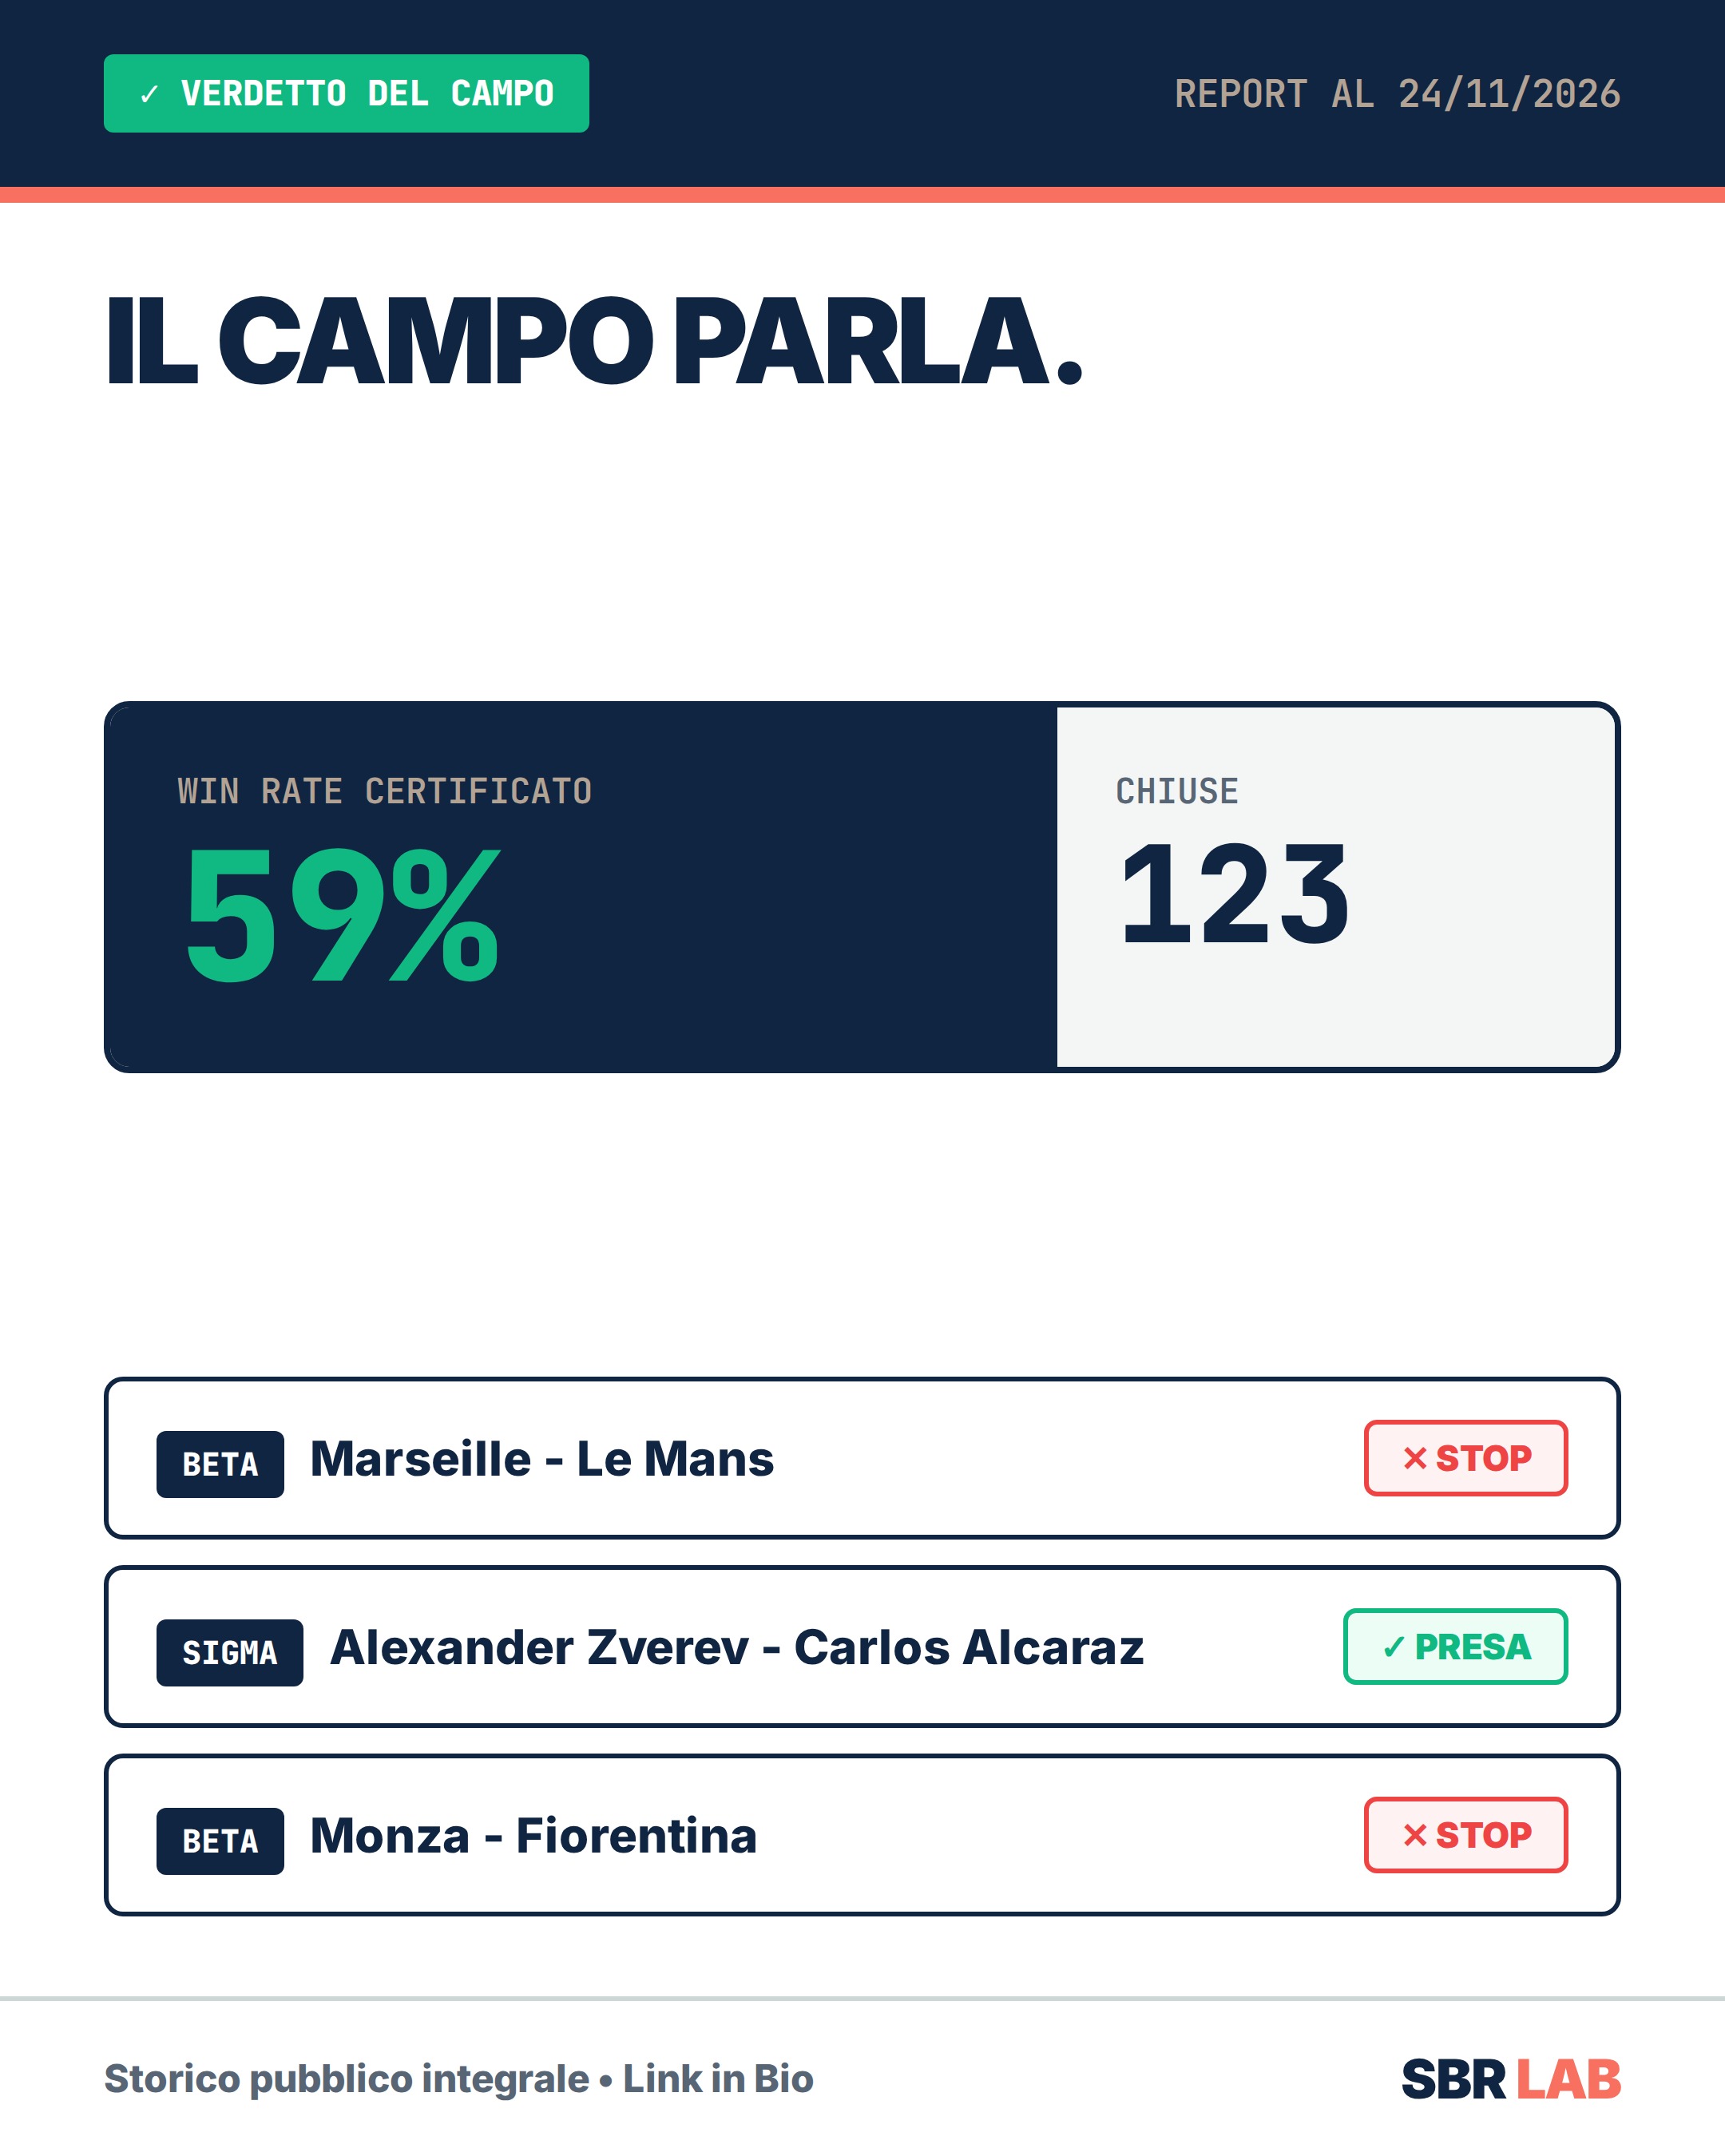 ✓ VERDETTO DEL CAMPO
REPORT AL 24/11/2026
IL CAMPO PARLA.
WIN RATE CERTIFICATO
59%
CHIUSE
123
BETA Marseille - Le Mans ✕ STOP
SIGMA Alexander Zverev - Carlos Alcaraz ✓ PRESA
BETA Monza - Fiorentina ✕ STOP
Storico pubblico integrale • Link in Bio
SBR LAB